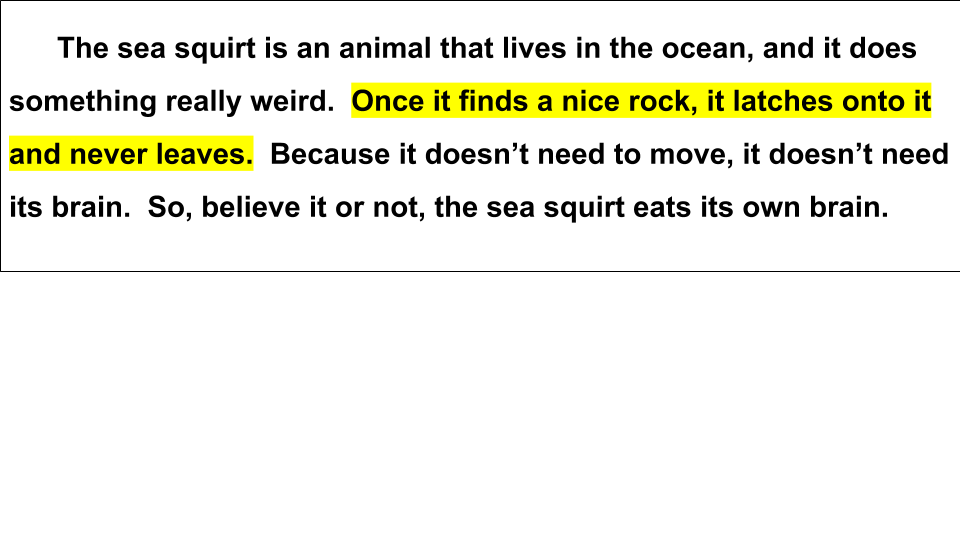 The sea squirt is an animal that lives in the ocean, and it does
something really weird.  Once it finds a nice rock, it latches onto it
and never leaves.  Because it doesn’t need to move, it doesn’t need
its brain.  So, believe it or not, the sea squirt eats its own brain.